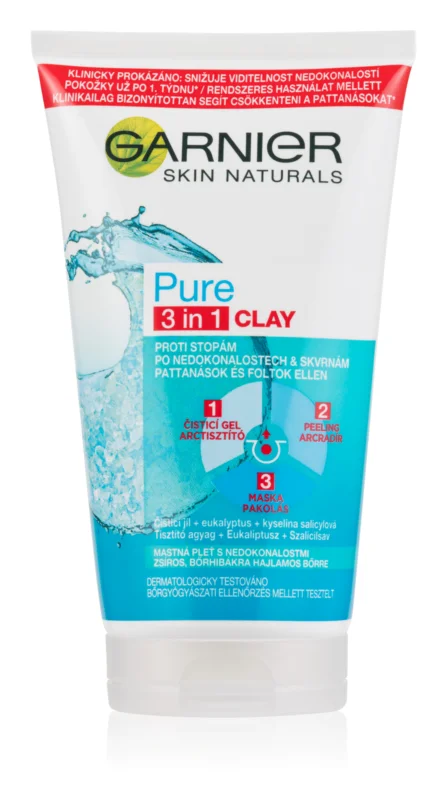 KLINICKY PROKÁZÁNO: SNIŽUJE VIDITELNOST NEDOKONALOSTÍ
POKOŽKY UŽ PO 1. TÝDNU* / RENDSZERES HASZNÁLAT MELLETT
KLINIKAILAG BIZONYÍTOTTAN SEGÍT CSÖKKENTENI A PATTANÁSOKAT*
GARNIER
SKIN NATURALS
Pure
3 in 1 CLAY
PROTI STOPÁM
PO NEDOKONALOSTECH & SKVRNÁM
PATTANÁSOK ÉS FOLTOK ELLEN
1
ČISTICÍ GEL
ARCTISZTÍTÓ
2
PEELING
ARCRADÍR
3
MASKA
PAKOLÁS
Čisticí jíl + eukalyptus + kyselina salicylová
Tisztító agyag + Eukaliptusz + Szalicilsav
MASTNÁ PLEŤ S NEDOKONALOSTMI
ZSÍROS, BŐRHIBÁKRA HAJLAMOS BŐRRE
DERMATOLOGICKY TESTOVÁNO
BŐRGYÓGYÁSZATI ELLENŐRZÉS MELLETT TESZTELT